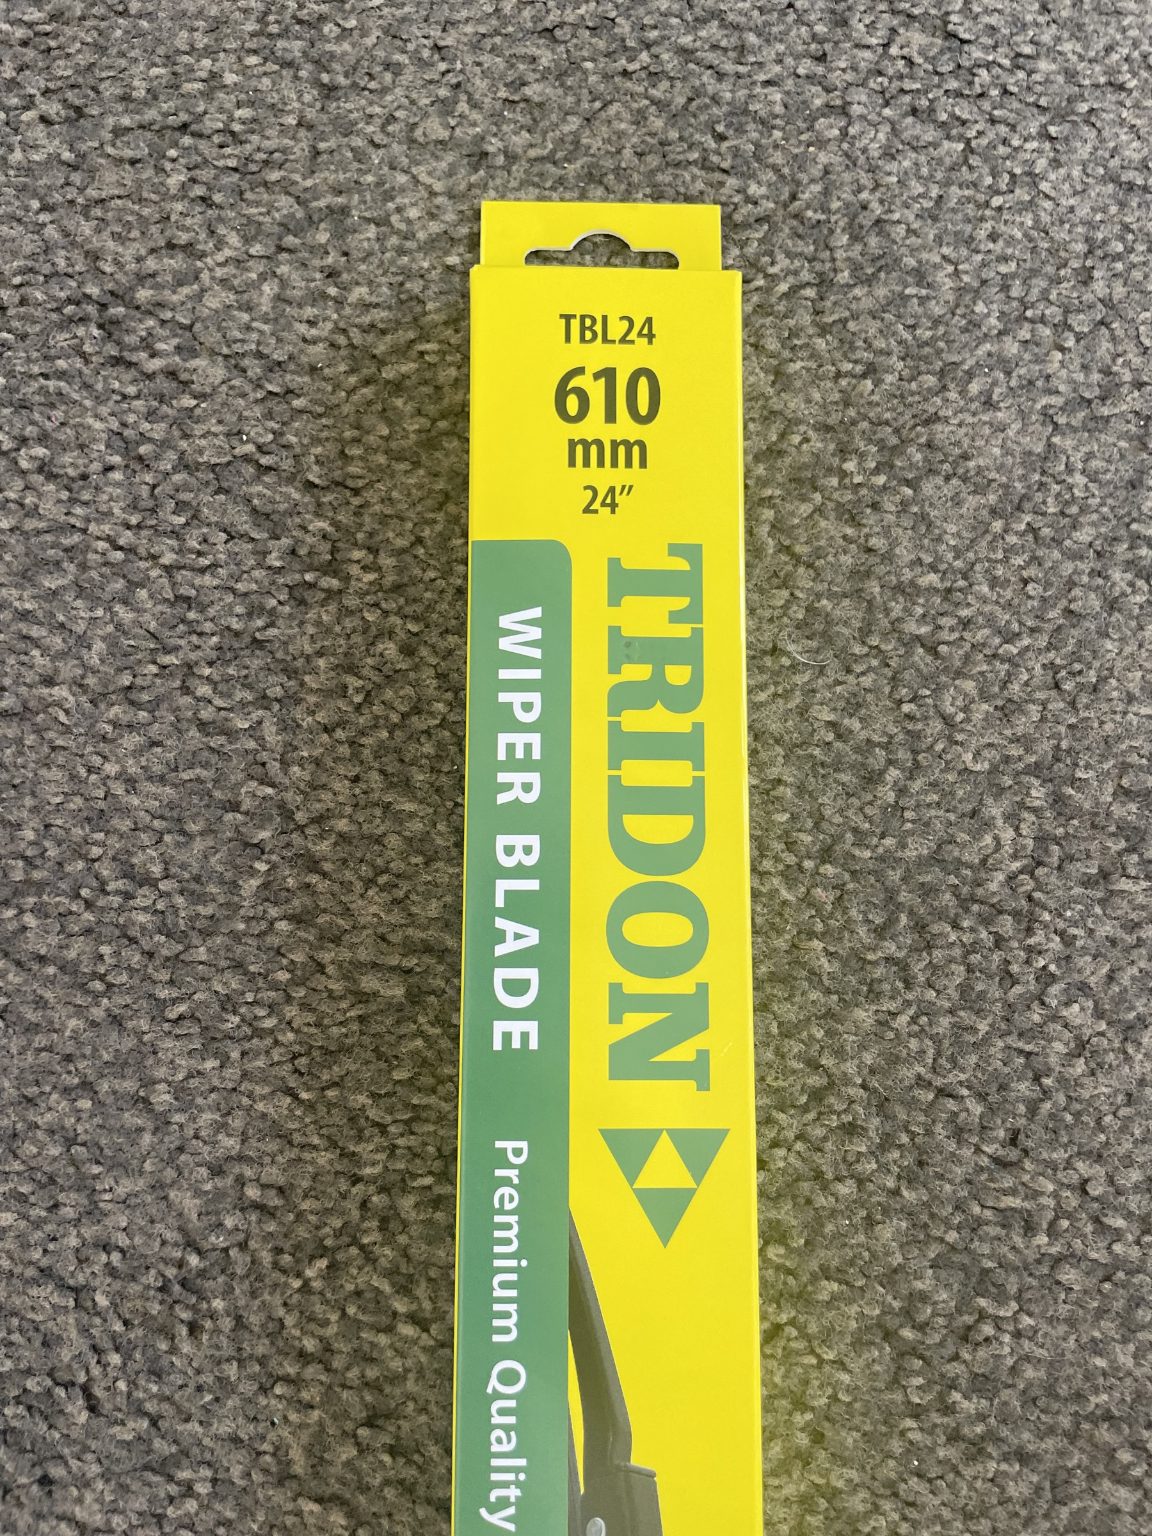 TBL24
610
mm
24”
TRIDON
WIPER BLADE Premium Quality